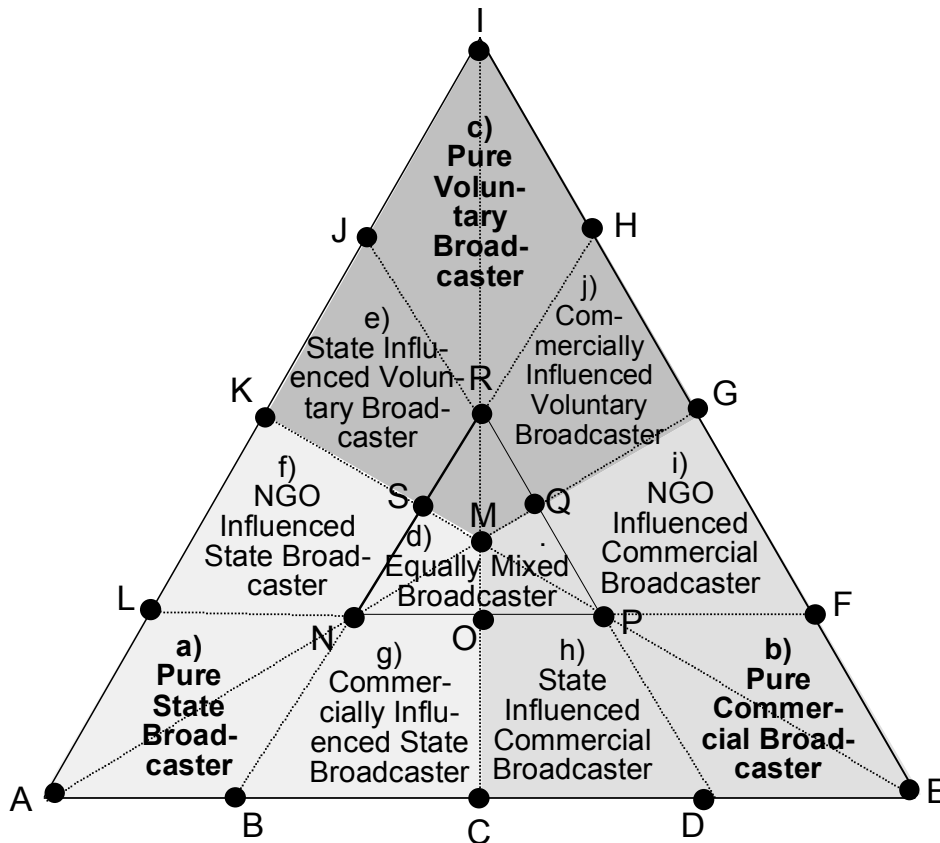 I
c)
Pure
Volun-
tary
Broad-
caster
J
H
e)
State Influ-
enced Volun-
tary Broad-
caster
j)
Com-
mercially
Influenced
Voluntary
Broadcaster
K
R
G
f)
NGO
Influenced
State Broad-
caster
S
M
Q
d)
Equally Mixed
Broadcaster
i)
NGO
Influenced
Commercial
Broadcaster
L
N
O
P
F
a)
Pure
State
Broad-
caster
g)
Commer-
cially Influ-
enced State
Broadcaster
h)
State
Influenced
Commercial
Broadcaster
b)
Pure
Commer-
cial Broad-
caster
A
B
C
D
E